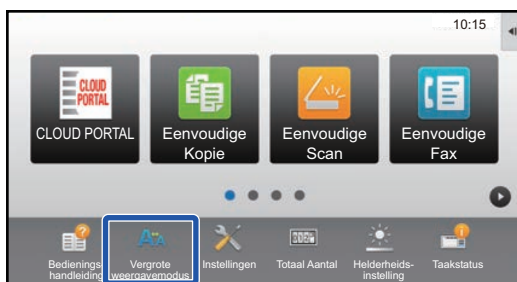 10:15
CLOUD
PORTAL
CLOUD PORTAL
Eenvoudige
Kopie
Eenvoudige
Scan
Eenvoudige
Fax
Bedienings-
handleiding
Vergrote
weergavemodus
Instellingen
Totaal Aantal
Helderheids-
instelling
Taakstatus